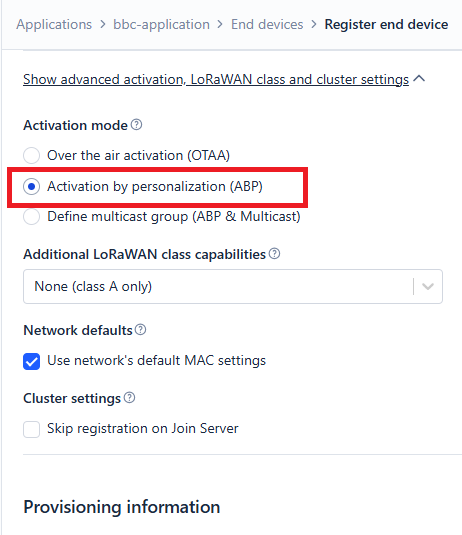 Applications > bbc-application > End devices > Register end device
Show advanced activation, LoRaWAN class and cluster settings
Activation mode
Over the air activation (OTAA)
Activation by personalization (ABP)
Define multicast group (ABP & Multicast)
Additional LoRaWAN class capabilities
None (class A only)
Network defaults
Use network's default MAC settings
Cluster settings
Skip registration on Join Server
Provisioning information